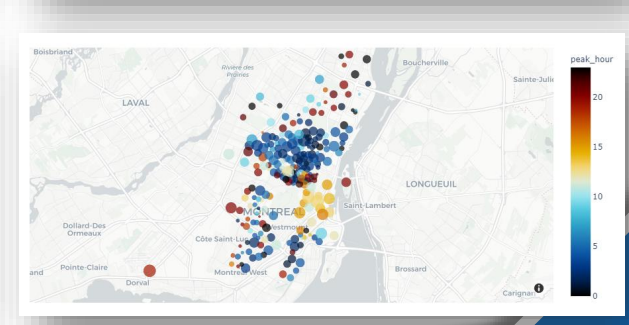 peak_hour
Boisbriand
Rivière des
Prairies
Boucherville
Sainte-Julie
20
LAVAL
15
LONGUEUIL
10
MONTREAL
Saint-Lambert
Westmount
Dollard-Des
Ormeaux
Côte Saint-Luc
5
Pointe-Claire
Montreal West
Brossard
and
Dorval
Carignan
0